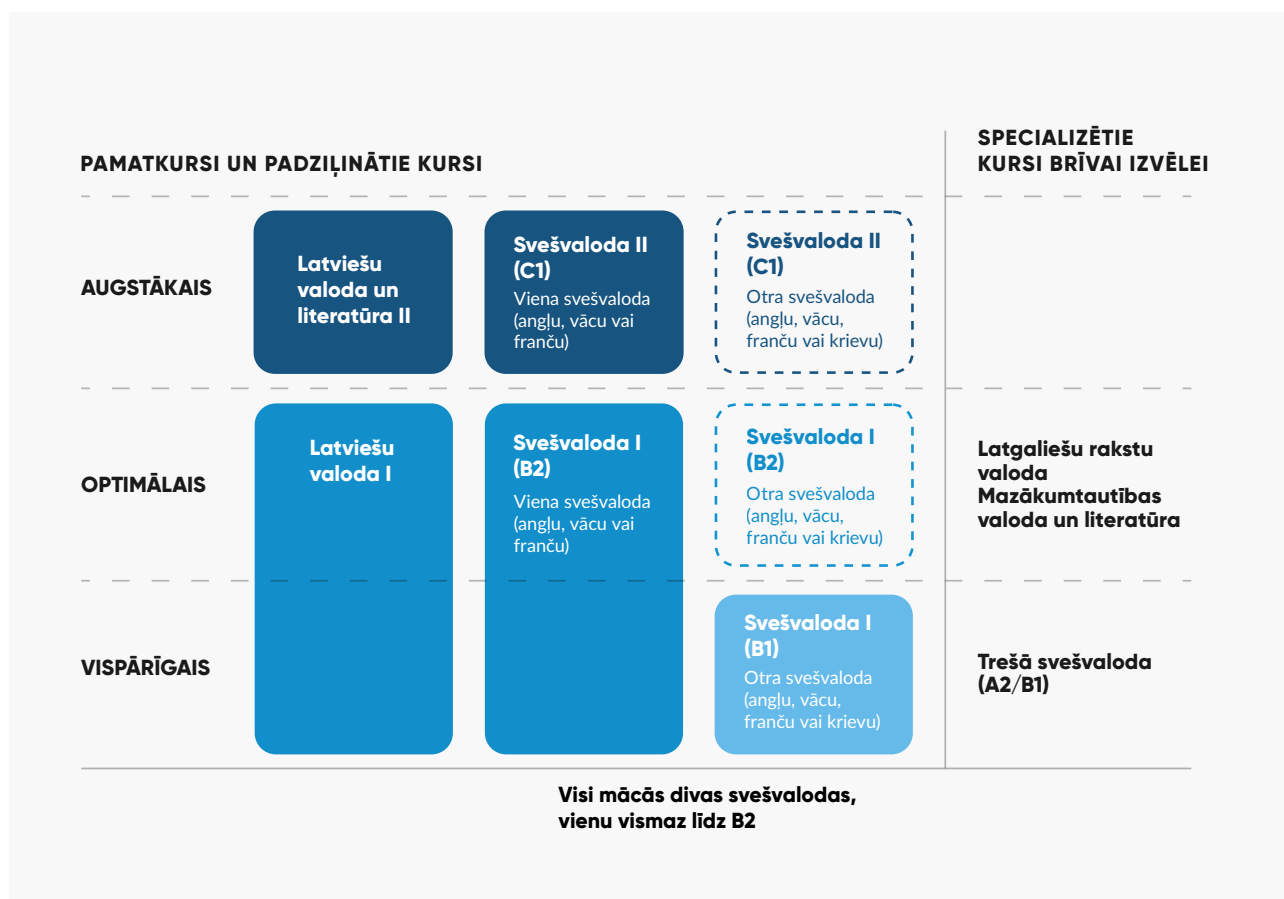 PAMATKURSI UN PADZIĻINĀTIE KURSI
SPECIALIZĒTIE
KURSI BRĪVAI IZVĒLEI
AUGSTĀKAIS
Latviešu
valoda un
literatūra II
Svešvaloda II
(C1)
Viena svešvaloda
(angļu, vācu vai
franču)
Svešvaloda II
(C1)
Otra svešvaloda
(angļu, vācu,
franču vai krievu)
OPTIMĀLAIS
Latviešu
valoda I
Svešvaloda I
(B2)
Viena svešvaloda
(angļu, vācu vai
franču)
Svešvaloda I
(B2)
Otra svešvaloda
(angļu, vācu,
franču vai krievu)
Latgaliešu rakstu
valoda
Mazākumtautības
valoda un literatūra
VISPĀRĪGAIS
Svešvaloda I
(B1)
Otra svešvaloda
(angļu, vācu,
franču vai krievu)
Trešā svešvaloda
(A2/B1)
Visi mācās divas svešvalodas,
vienu vismaz līdz B2